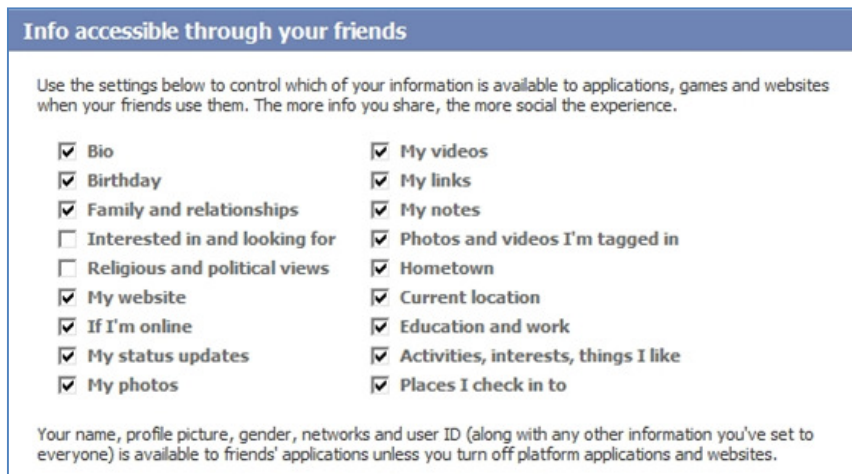 Info accessible through your friends
Use the settings below to control which of your information is available to applications, games and websites
when your friends use them. The more info you share, the more social the experience.
Bio
Birthday
Family and relationships
Interested in and looking for
Religious and political views
My website
If I'm online
My status updates
My photos
My videos
My links
My notes
Photos and videos I'm tagged in
Hometown
Current location
Education and work
Activities, interests, things I like
Places I check in to
Your name, profile picture, gender, networks and user ID (along with any other information you've set to
everyone) is available to friends' applications unless you turn off platform applications and websites.